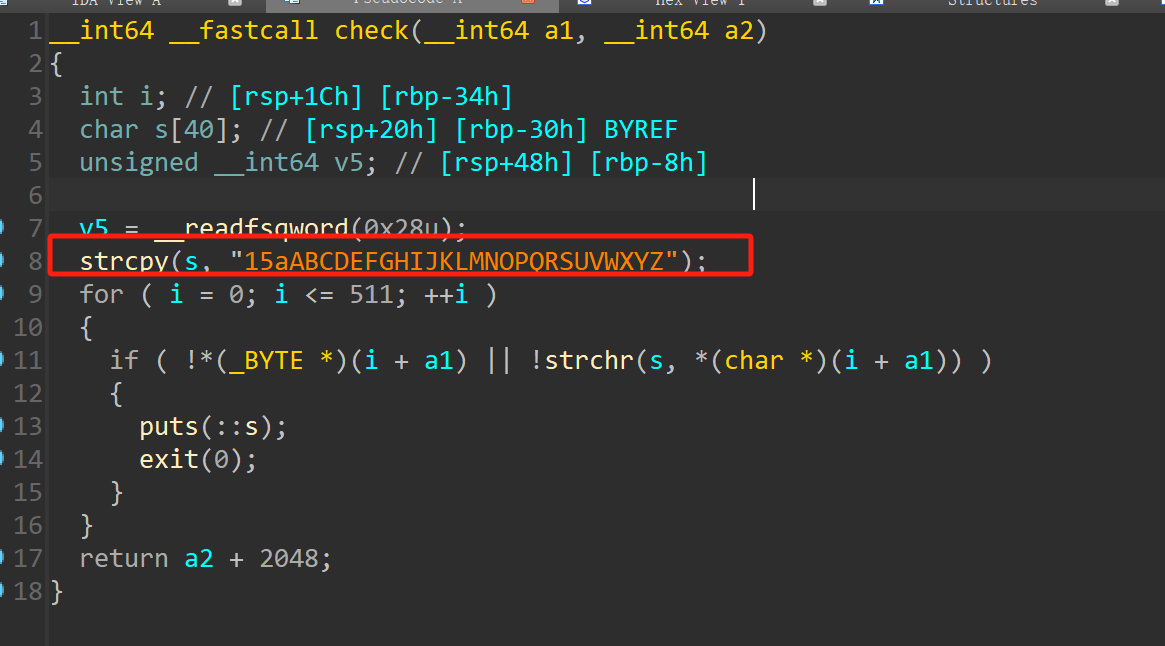 IDA View-A Pseudocode-A Hex View-1 Structures
1 __int64 __fastcall check(__int64 a1, __int64 a2)
2 {
3 int i; // [rsp+1Ch] [rbp-34h]
4 char s[40]; // [rsp+20h] [rbp-30h] BYREF
5 unsigned __int64 v5; // [rsp+48h] [rbp-8h]
6
7 v5 = __readfsqword(0x28u);
8 strcpy(s, "15aABCDEFGHIJKLMNOPQRSUVWXYZ");
9 for ( i = 0; i <= 511; ++i )
10 {
11 if ( !*(_BYTE *)(i + a1) || !strchr(s, *(char *)(i + a1)) )
12 {
13 puts(::s);
14 exit(0);
15 }
16 }
17 return a2 + 2048;
18 }